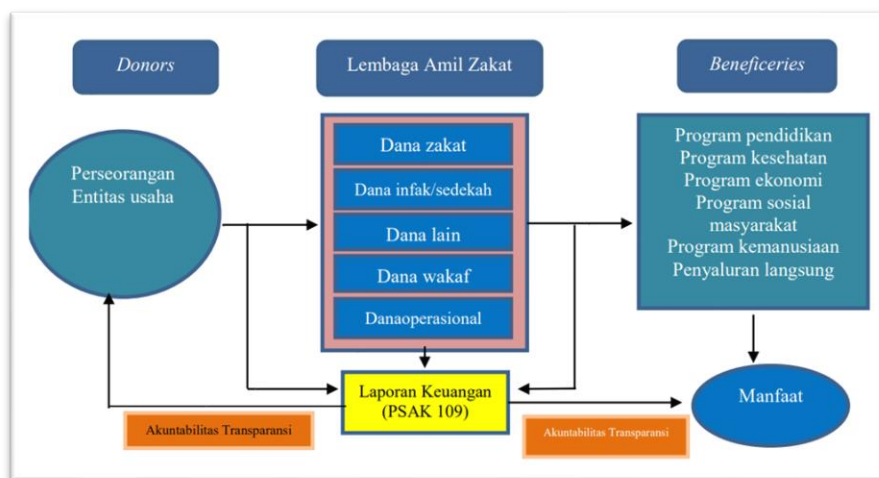 Donors
Lembaga Amil Zakat
Beneficeries
Perseorangan
Entitas usaha
Dana zakat
Dana infak/sedekah
Dana lain
Dana wakaf
Danaoperasional
Program pendidikan
Program kesehatan
Program ekonomi
Program sosial
masyarakat
Program kemanusiaan
Penyaluran langsung
Laporan Keuangan
(PSAK 109)
Manfaat
Akuntabilitas Transparansi
Akuntabilitas Transparansi